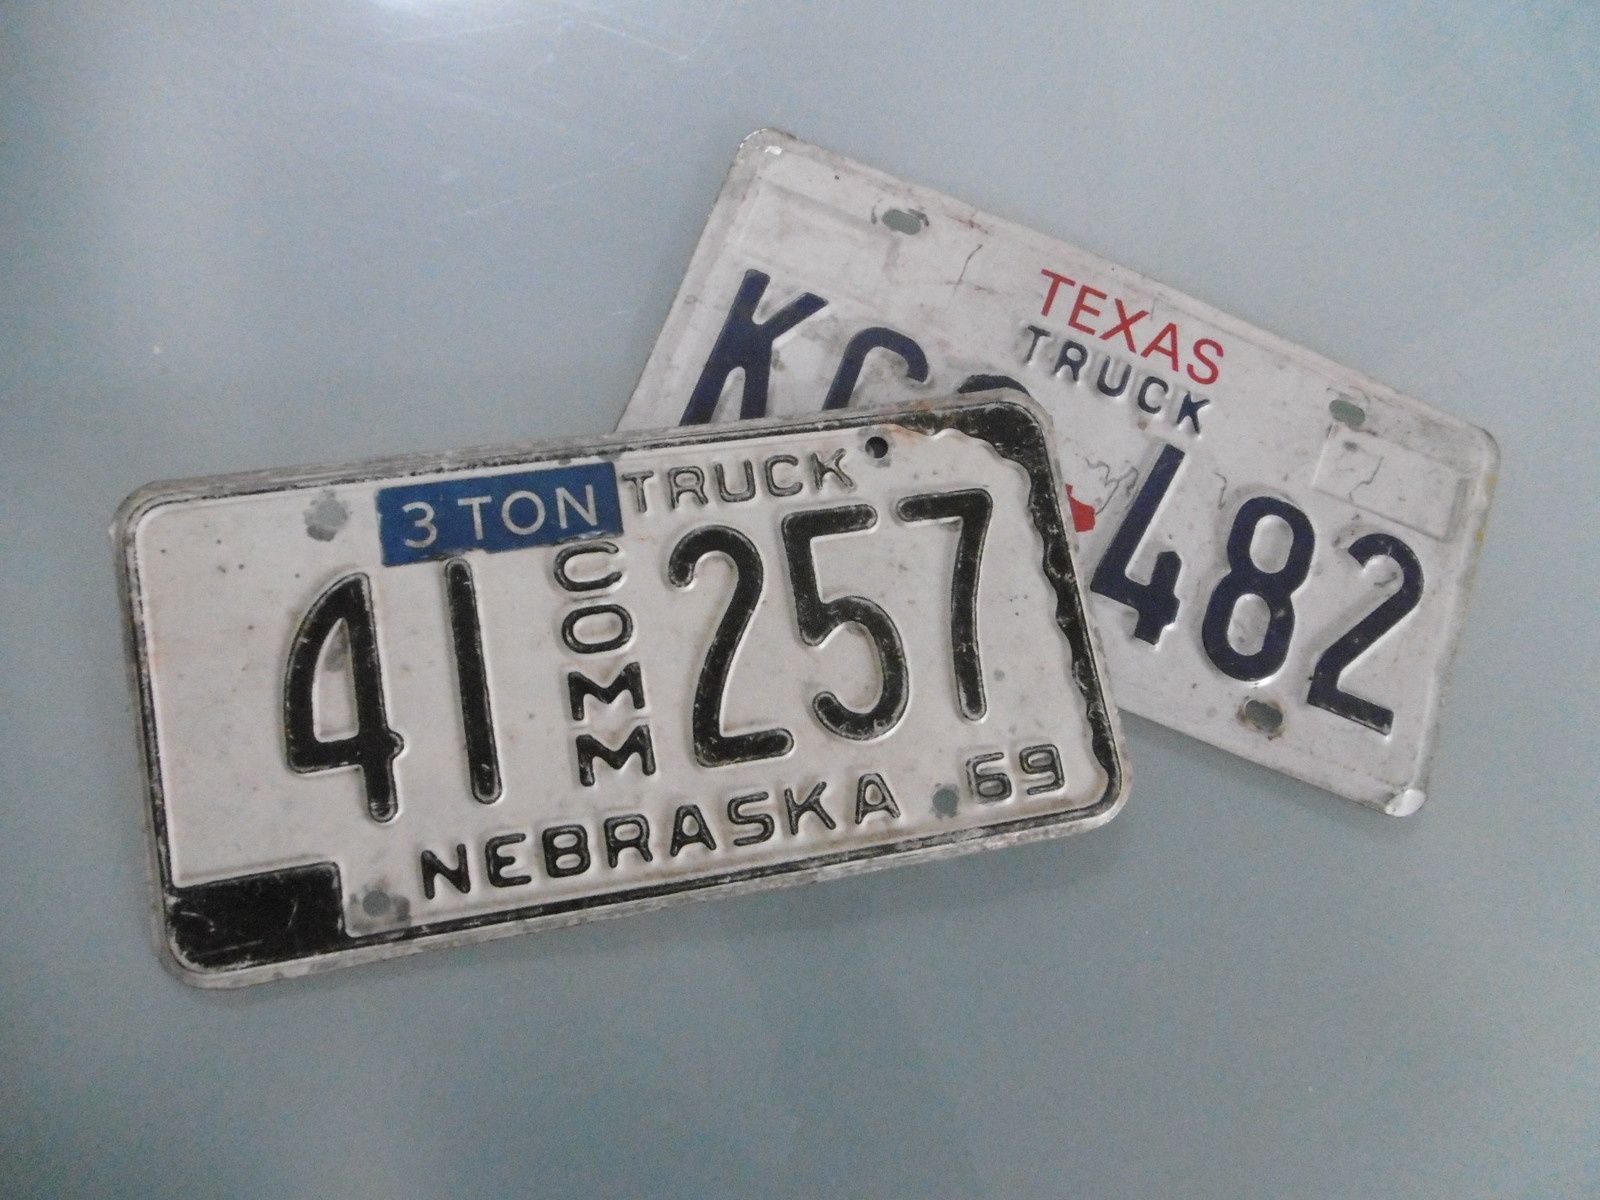 TEXAS
TRUCK
482
3 TON TRUCK
41 COMM 257
NEBRASKA 69